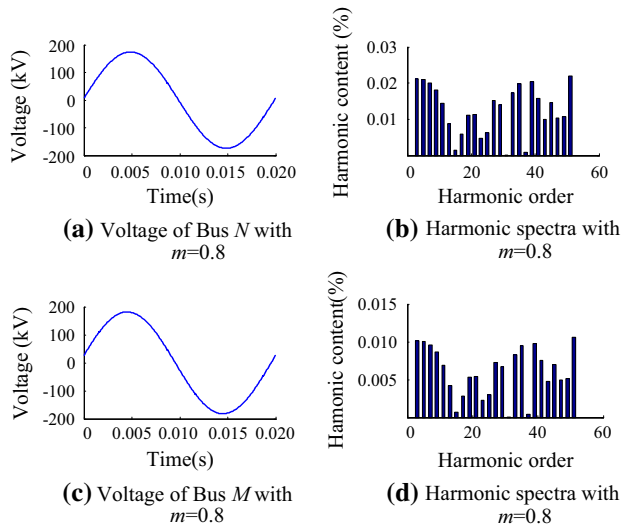 Voltage (kV)
200
100
0
-100
-200
0 0.005 0.010 0.015 0.020
Time(s)
(a) Voltage of Bus N with
m=0.8
Harmonic content (%)
0.03
0.02
0.01
0 20 40 60
Harmonic order
(b) Harmonic spectra with
m=0.8
Voltage (kV)
200
100
0
-100
-200
0 0.005 0.010 0.015 0.020
Time(s)
(c) Voltage of Bus M with
m=0.8
Hamonic content(%)
0.015
0.010
0.005
0 20 40 60
Harmonic order
(d) Harmonic spectra with
m=0.8